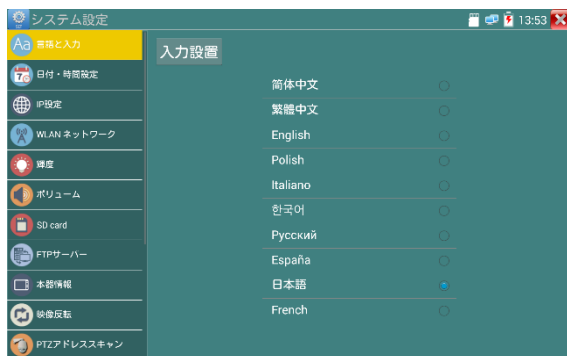 システム設定
13:53
Aa 言語と入力
日付・時間設定
IP設定
WLAN ネットワーク
輝度
ボリューム
SD card
FTPサーバー
本器情報
映像反転
PTZアドレススキャン
入力設置
简体中文
繁體中文
English
Polish
Italiano
한국어
Русский
España
日本語
French